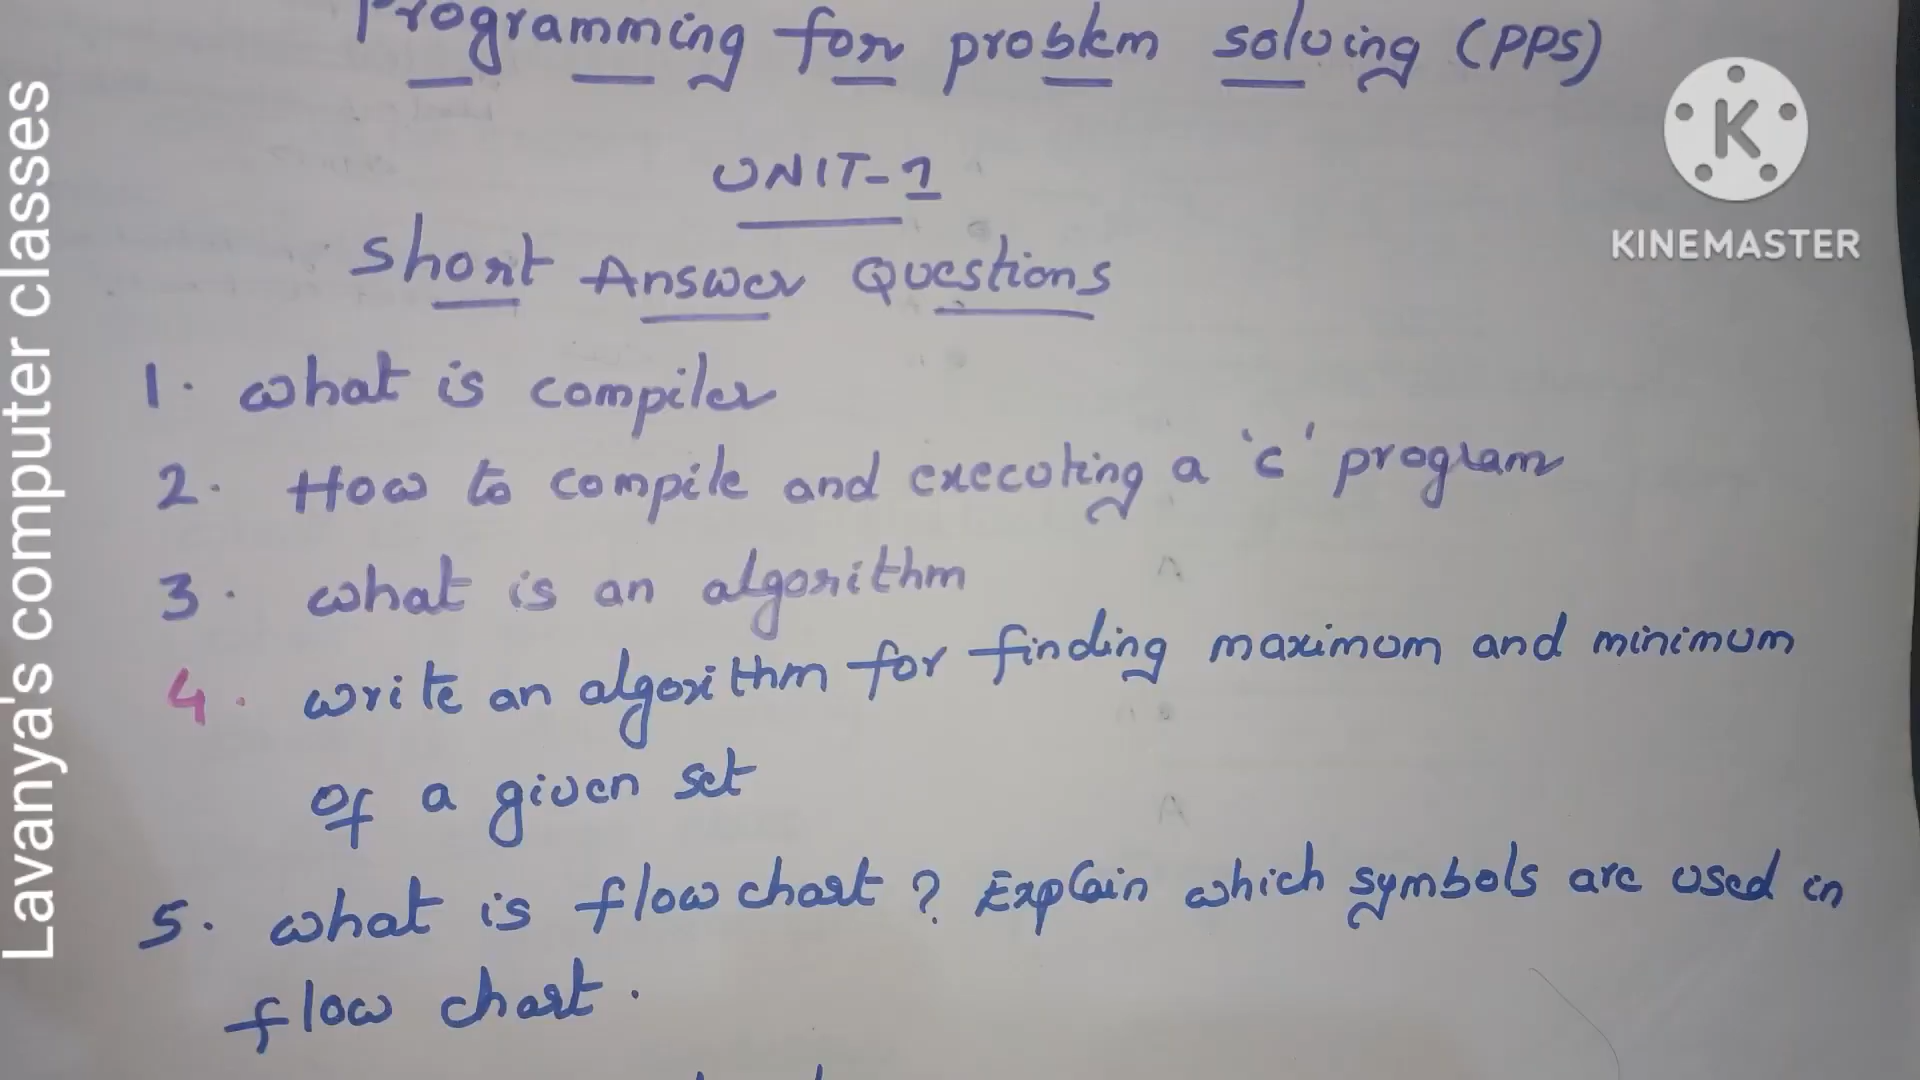 Programming for problem solving (PPS)
UNIT-1
Short Answer Questions
1. What is compiler
2. How to compile and executing a 'c' program
3. What is an algorithm
4. write an algorithm for finding maximum and minimum
of a given set
5. What is flow chart ? Explain which symbols are used in
flow chart.
Lavanya's computer classes
K
KINEMASTER